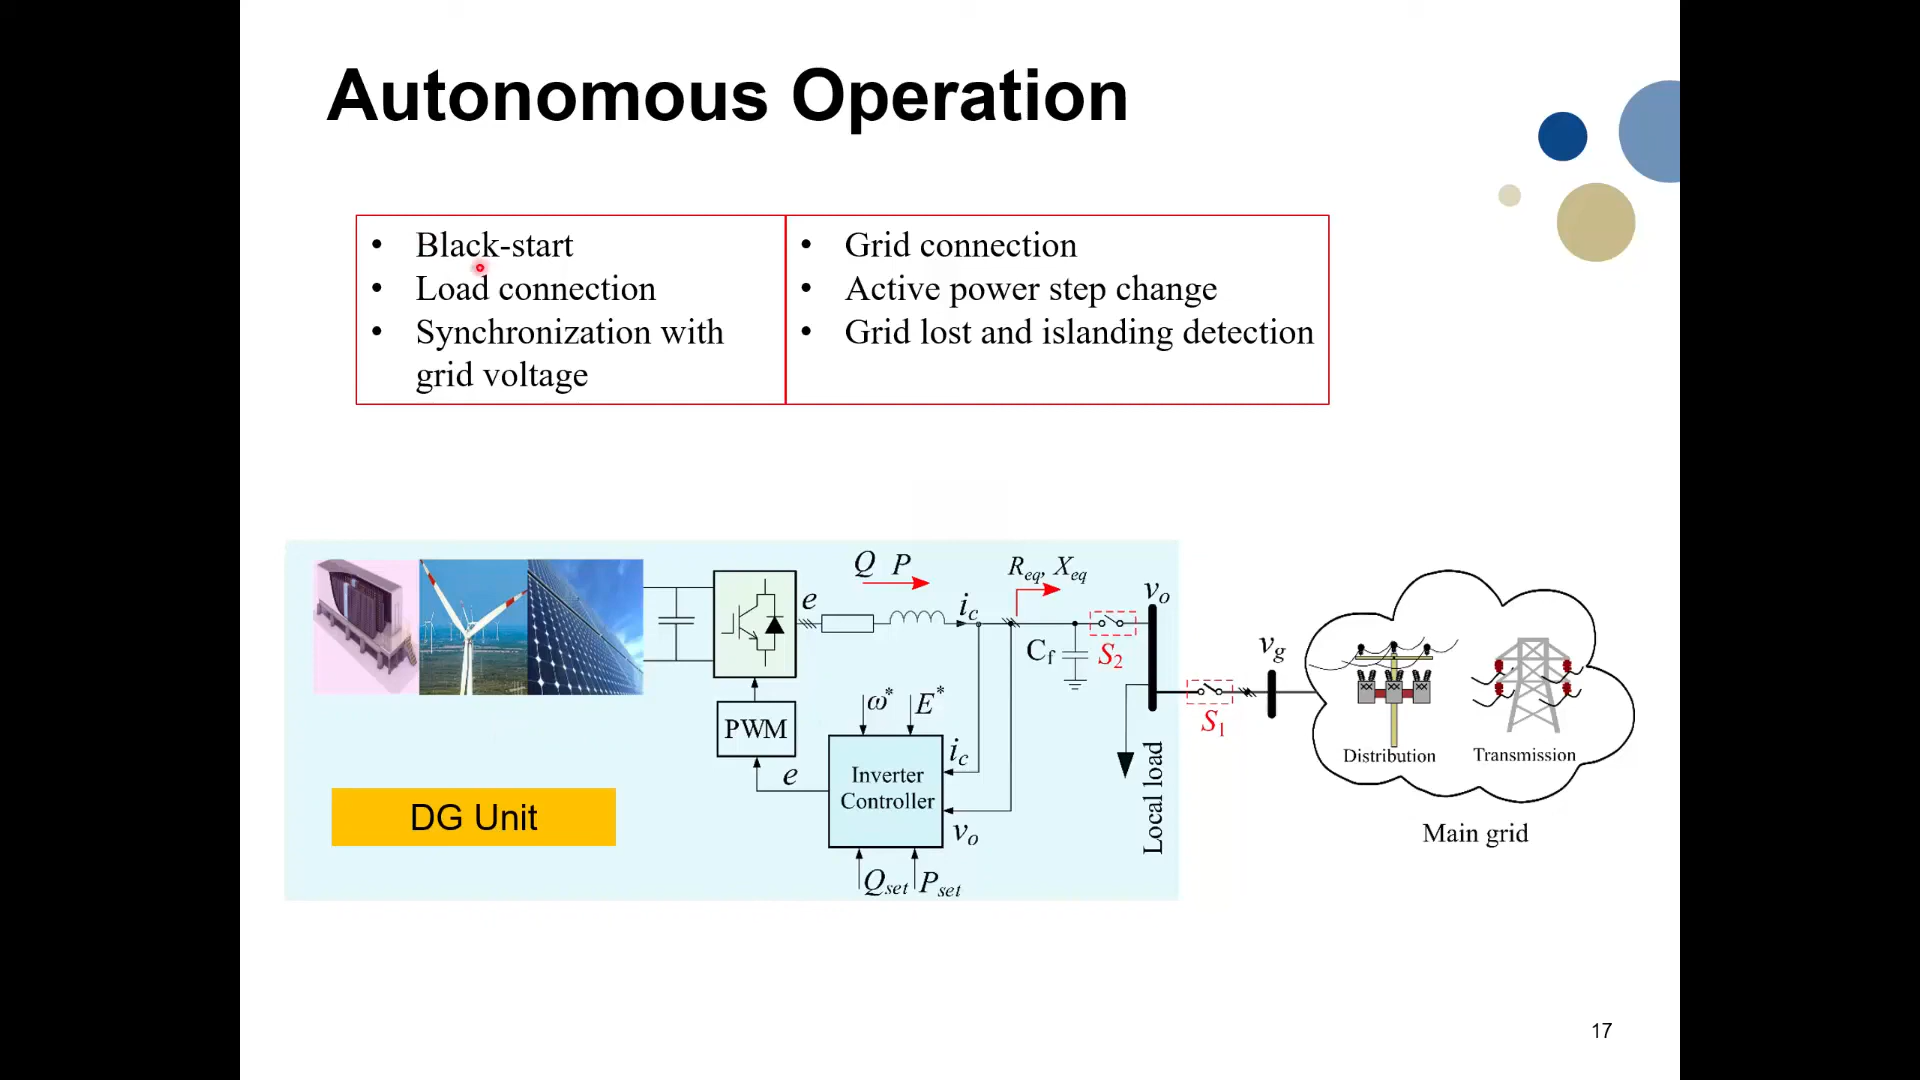 Autonomous Operation
• Black-start
• Load connection
• Synchronization with
grid voltage
• Grid connection
• Active power step change
• Grid lost and islanding detection
Q P
R_eq, X_eq
e
i_c
v_o
C_f
S_2
v_g
S_1
ω* E*
PWM
i_c
Inverter
Controller
e
v_o
Q_set P_set
Local load
DG Unit
Distribution
Transmission
Main grid
17